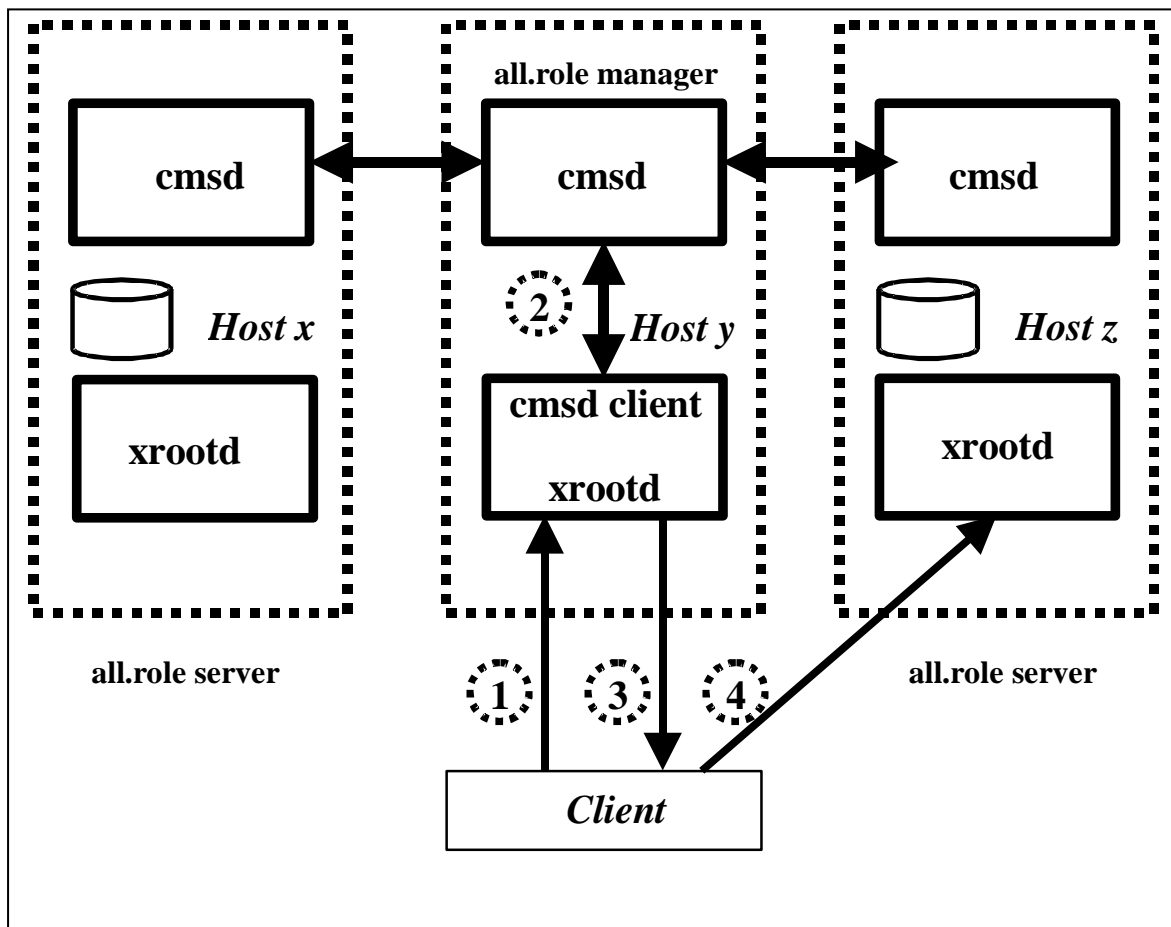 all.role manager
cmsd
cmsd
cmsd
2
Host x
Host y
Host z
cmsd client
xrootd
xrootd
xrootd
all.role server
all.role server
1
3
4
Client